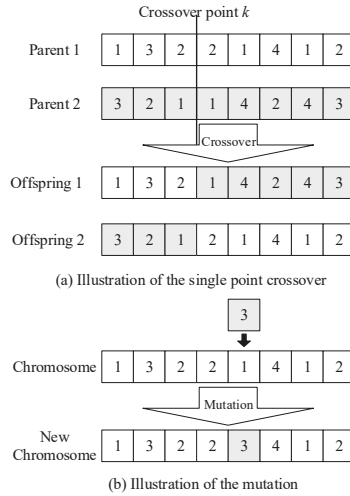 Crossover point k
Parent 1 1 3 2 2 1 4 1 2
Parent 2 3 2 1 1 4 2 4 3
Crossover
Offspring 1 1 3 2 1 4 2 4 3
Offspring 2 3 2 1 2 1 4 1 2
(a) Illustration of the single point crossover
3
Chromosome 1 3 2 2 1 4 1 2
Mutation
New
Chromosome 1 3 2 2 3 4 1 2
(b) Illustration of the mutation